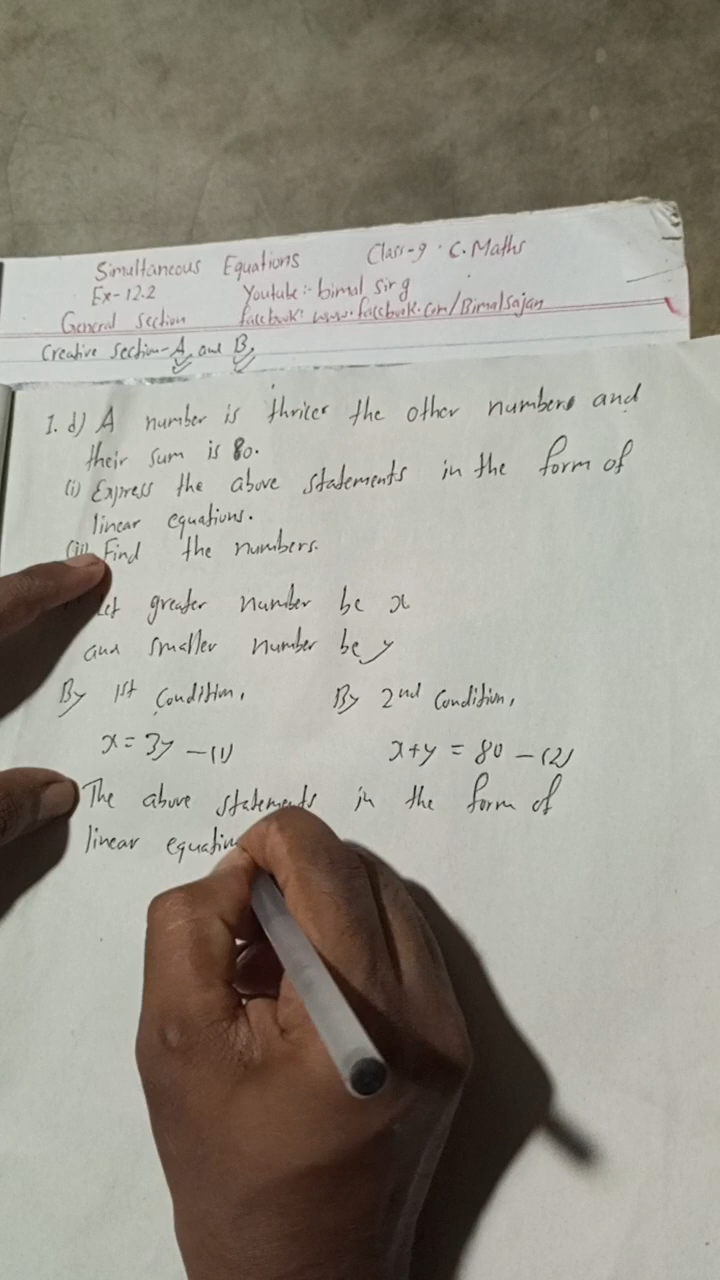 Simultaneous Equations Class-9 C. Maths
Ex-12.2 Youtube:- bimal sir g
General section facebook: www.facebook.com/Bimalsajan
Creative section-A and B.
1. d) A number is thrices the other numbers and
their sum is 80.
(i) Express the above statements in the form of
linear equations.
(ii) Find the numbers.
Let greater number be x
and smaller number be y
By 1st condition, By 2nd condition,
x = 3y -(1) x+y = 80 -(2)
The above statements in the form of
linear equation